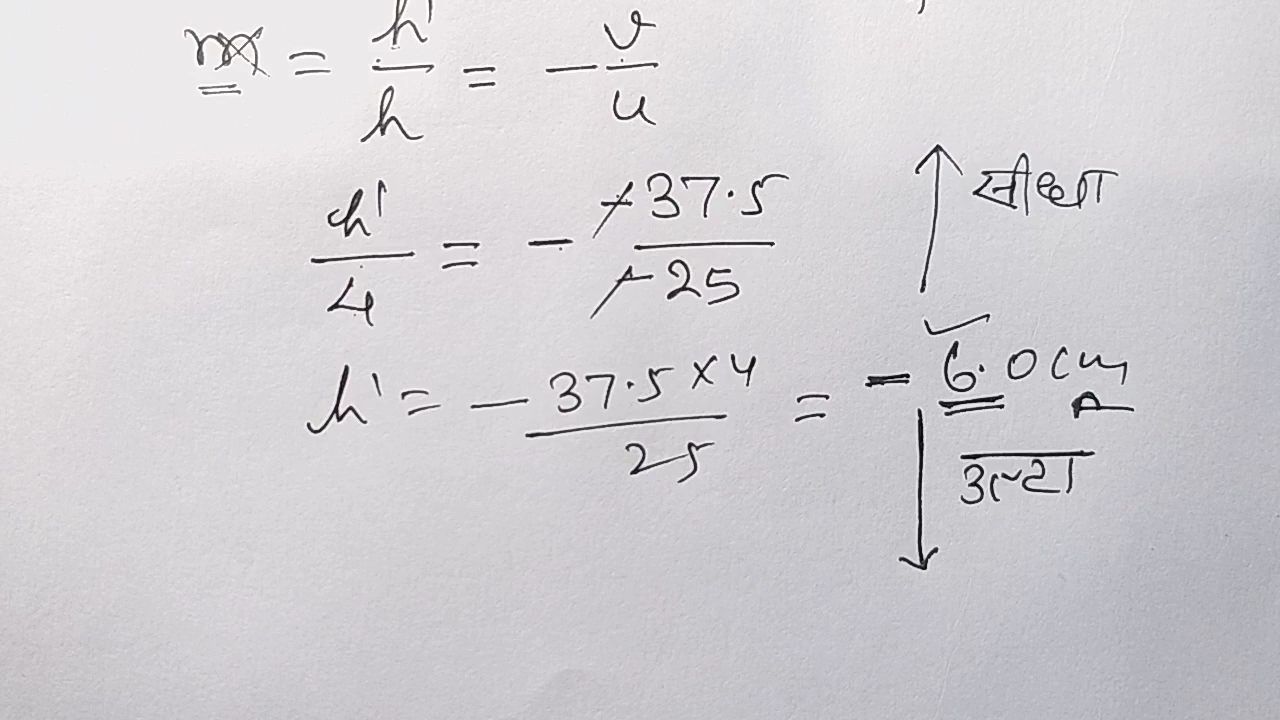 m = h'/h = - v/u
h'/4 = - -37.5/-25
सीधा
h' = - 37.5 x 4/25 = - 6.0 cm
उल्टा